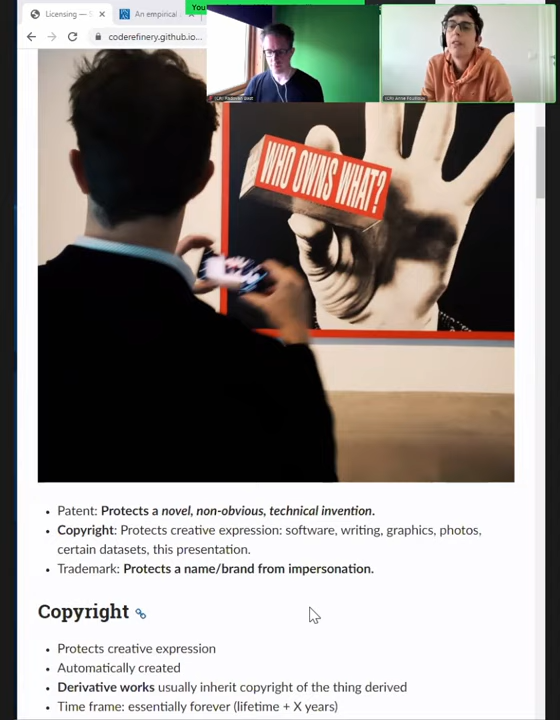 Licensing — S
An empirical
You
coderefinery.github.io...
WHO OWNS WHAT?
Patent: Protects a novel, non-obvious, technical invention.
Copyright: Protects creative expression: software, writing, graphics, photos,
certain datasets, this presentation.
Trademark: Protects a name/brand from impersonation.
Copyright
Protects creative expression
Automatically created
Derivative works usually inherit copyright of the thing derived
Time frame: essentially forever (lifetime + X years)